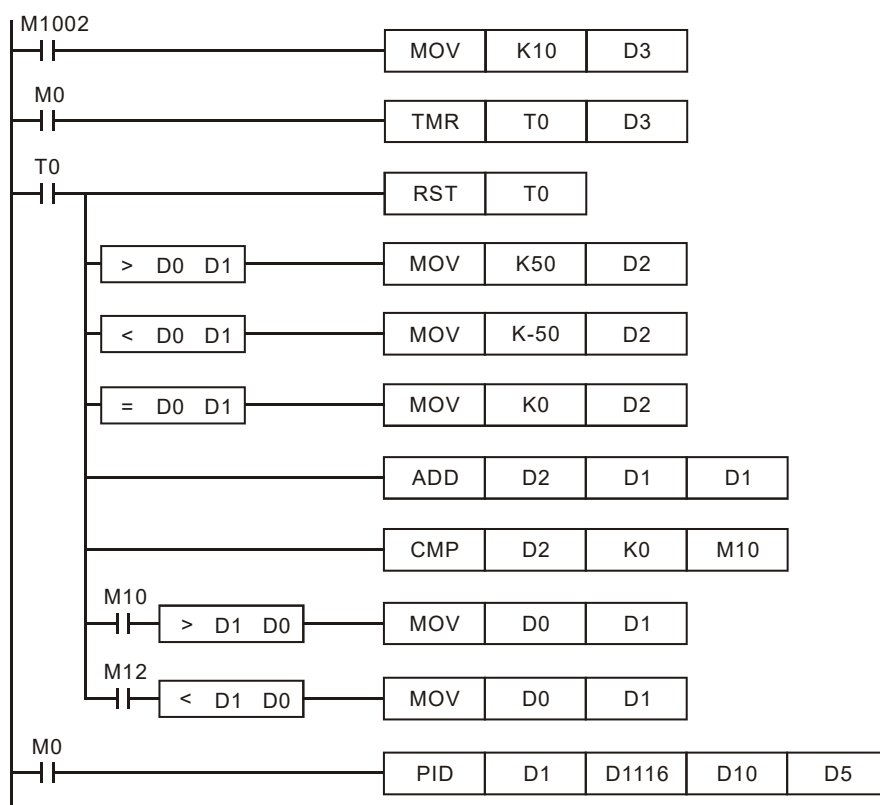 M1002
MOV K10 D3
M0
TMR T0 D3
T0
RST T0
> D0 D1 MOV K50 D2
< D0 D1 MOV K-50 D2
= D0 D1 MOV K0 D2
ADD D2 D1 D1
CMP D2 K0 M10
M10
> D1 D0 MOV D0 D1
M12
< D1 D0 MOV D0 D1
M0
PID D1 D1116 D10 D5